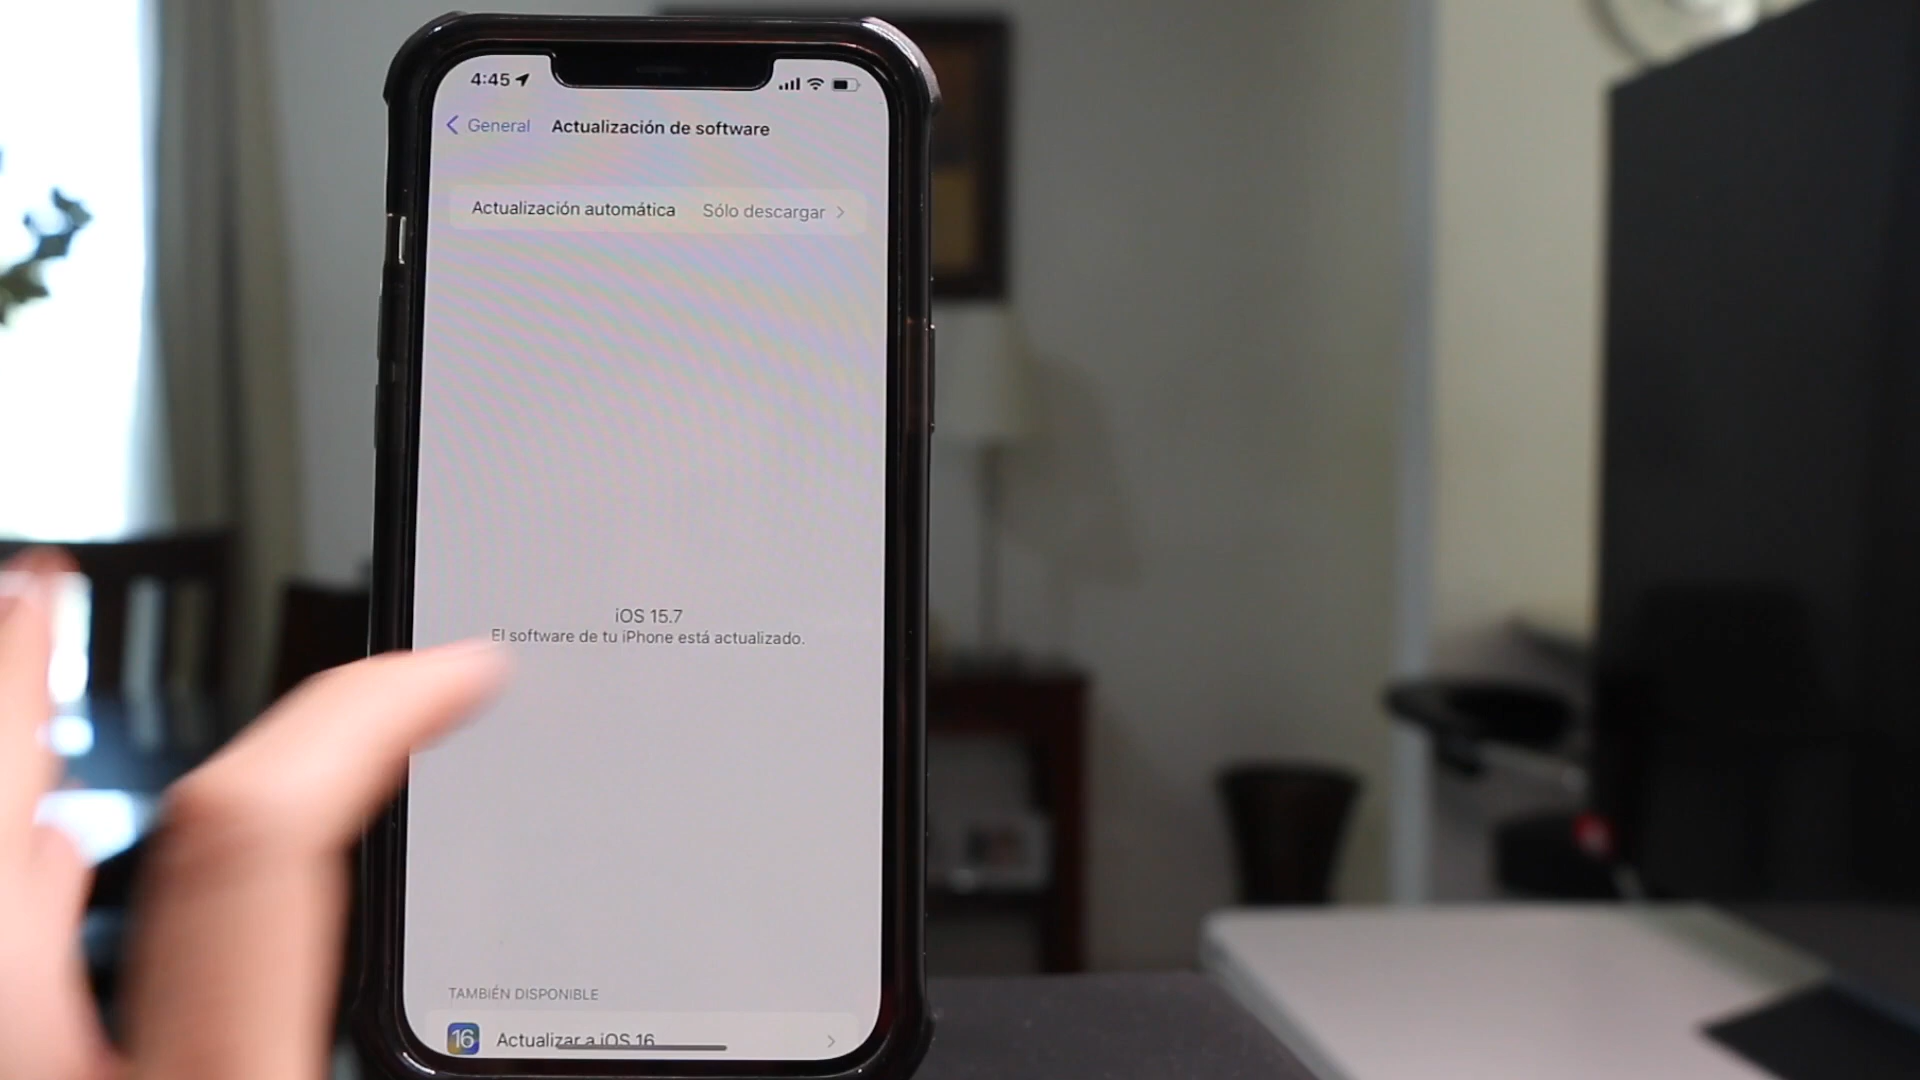 4:45
General Actualización de software
Actualización automática Sólo descargar
iOS 15.7
El software de tu iPhone está actualizado.
TAMBIÉN DISPONIBLE
16 Actualizar a iOS 16